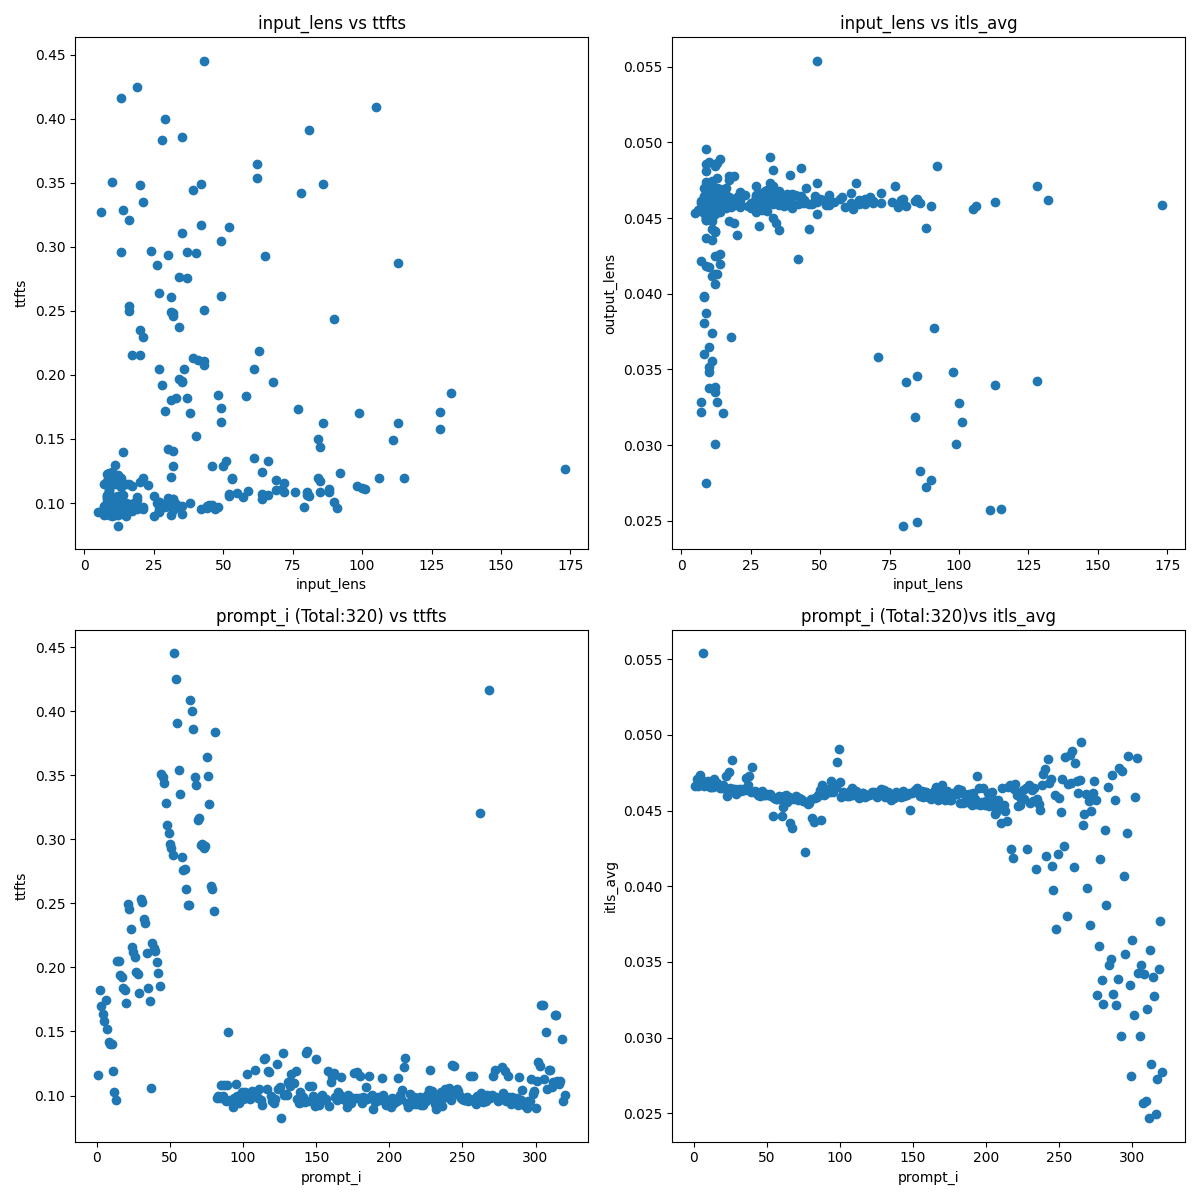 input_lens vs ttfts
0.45
0.40
0.35
0.30
0.25
0.20
0.15
0.10
ttfts
0 25 50 75 100 125 150 175
input_lens
input_lens vs itls_avg
0.055
0.050
0.045
0.040
0.035
0.030
0.025
output_lens
0 25 50 75 100 125 150 175
input_lens
prompt_i (Total:320) vs ttfts
0.45
0.40
0.35
0.30
0.25
0.20
0.15
0.10
ttfts
0 50 100 150 200 250 300
prompt_i
prompt_i (Total:320)vs itls_avg
0.055
0.050
0.045
0.040
0.035
0.030
0.025
itls_avg
0 50 100 150 200 250 300
prompt_i